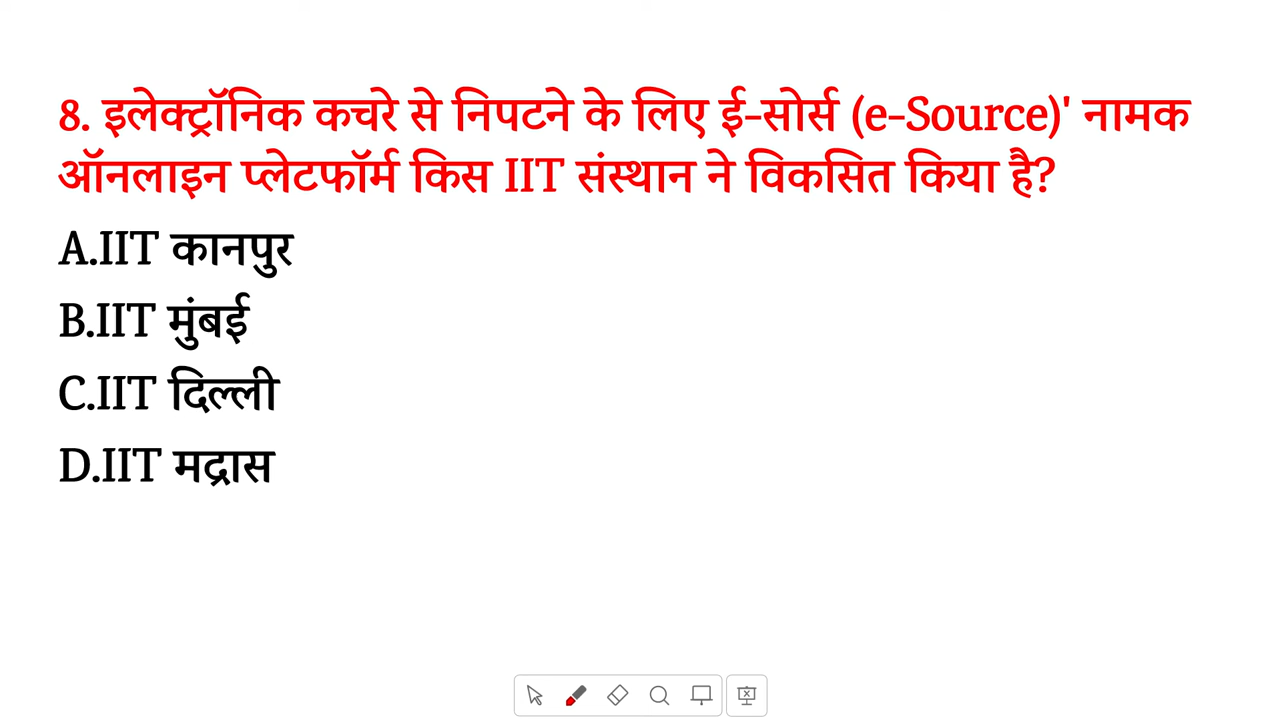 8. इलेक्ट्रॉनिक कचरे से निपटने के लिए ई-सोर्स (e-Source)' नामक
ऑनलाइन प्लेटफॉर्म किस IIT संस्थान ने विकसित किया है?
A.IIT कानपुर
B.IIT मुंबई
C.IIT दिल्ली
D.IIT मद्रास